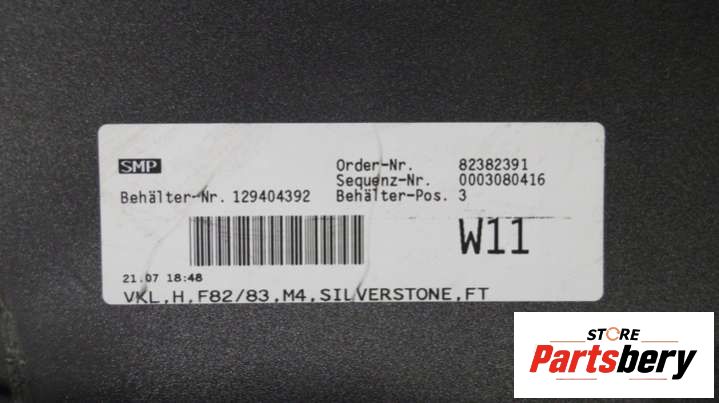 SMP
Order-Nr. 82382391
Sequenz-Nr. 0003080416
Behälter-Nr. 129404392 Behälter-Pos. 3
W11
21.07 18:48
VKL,H,F82/83,M4,SILVERSTONE,FT
STORE
Partsbery